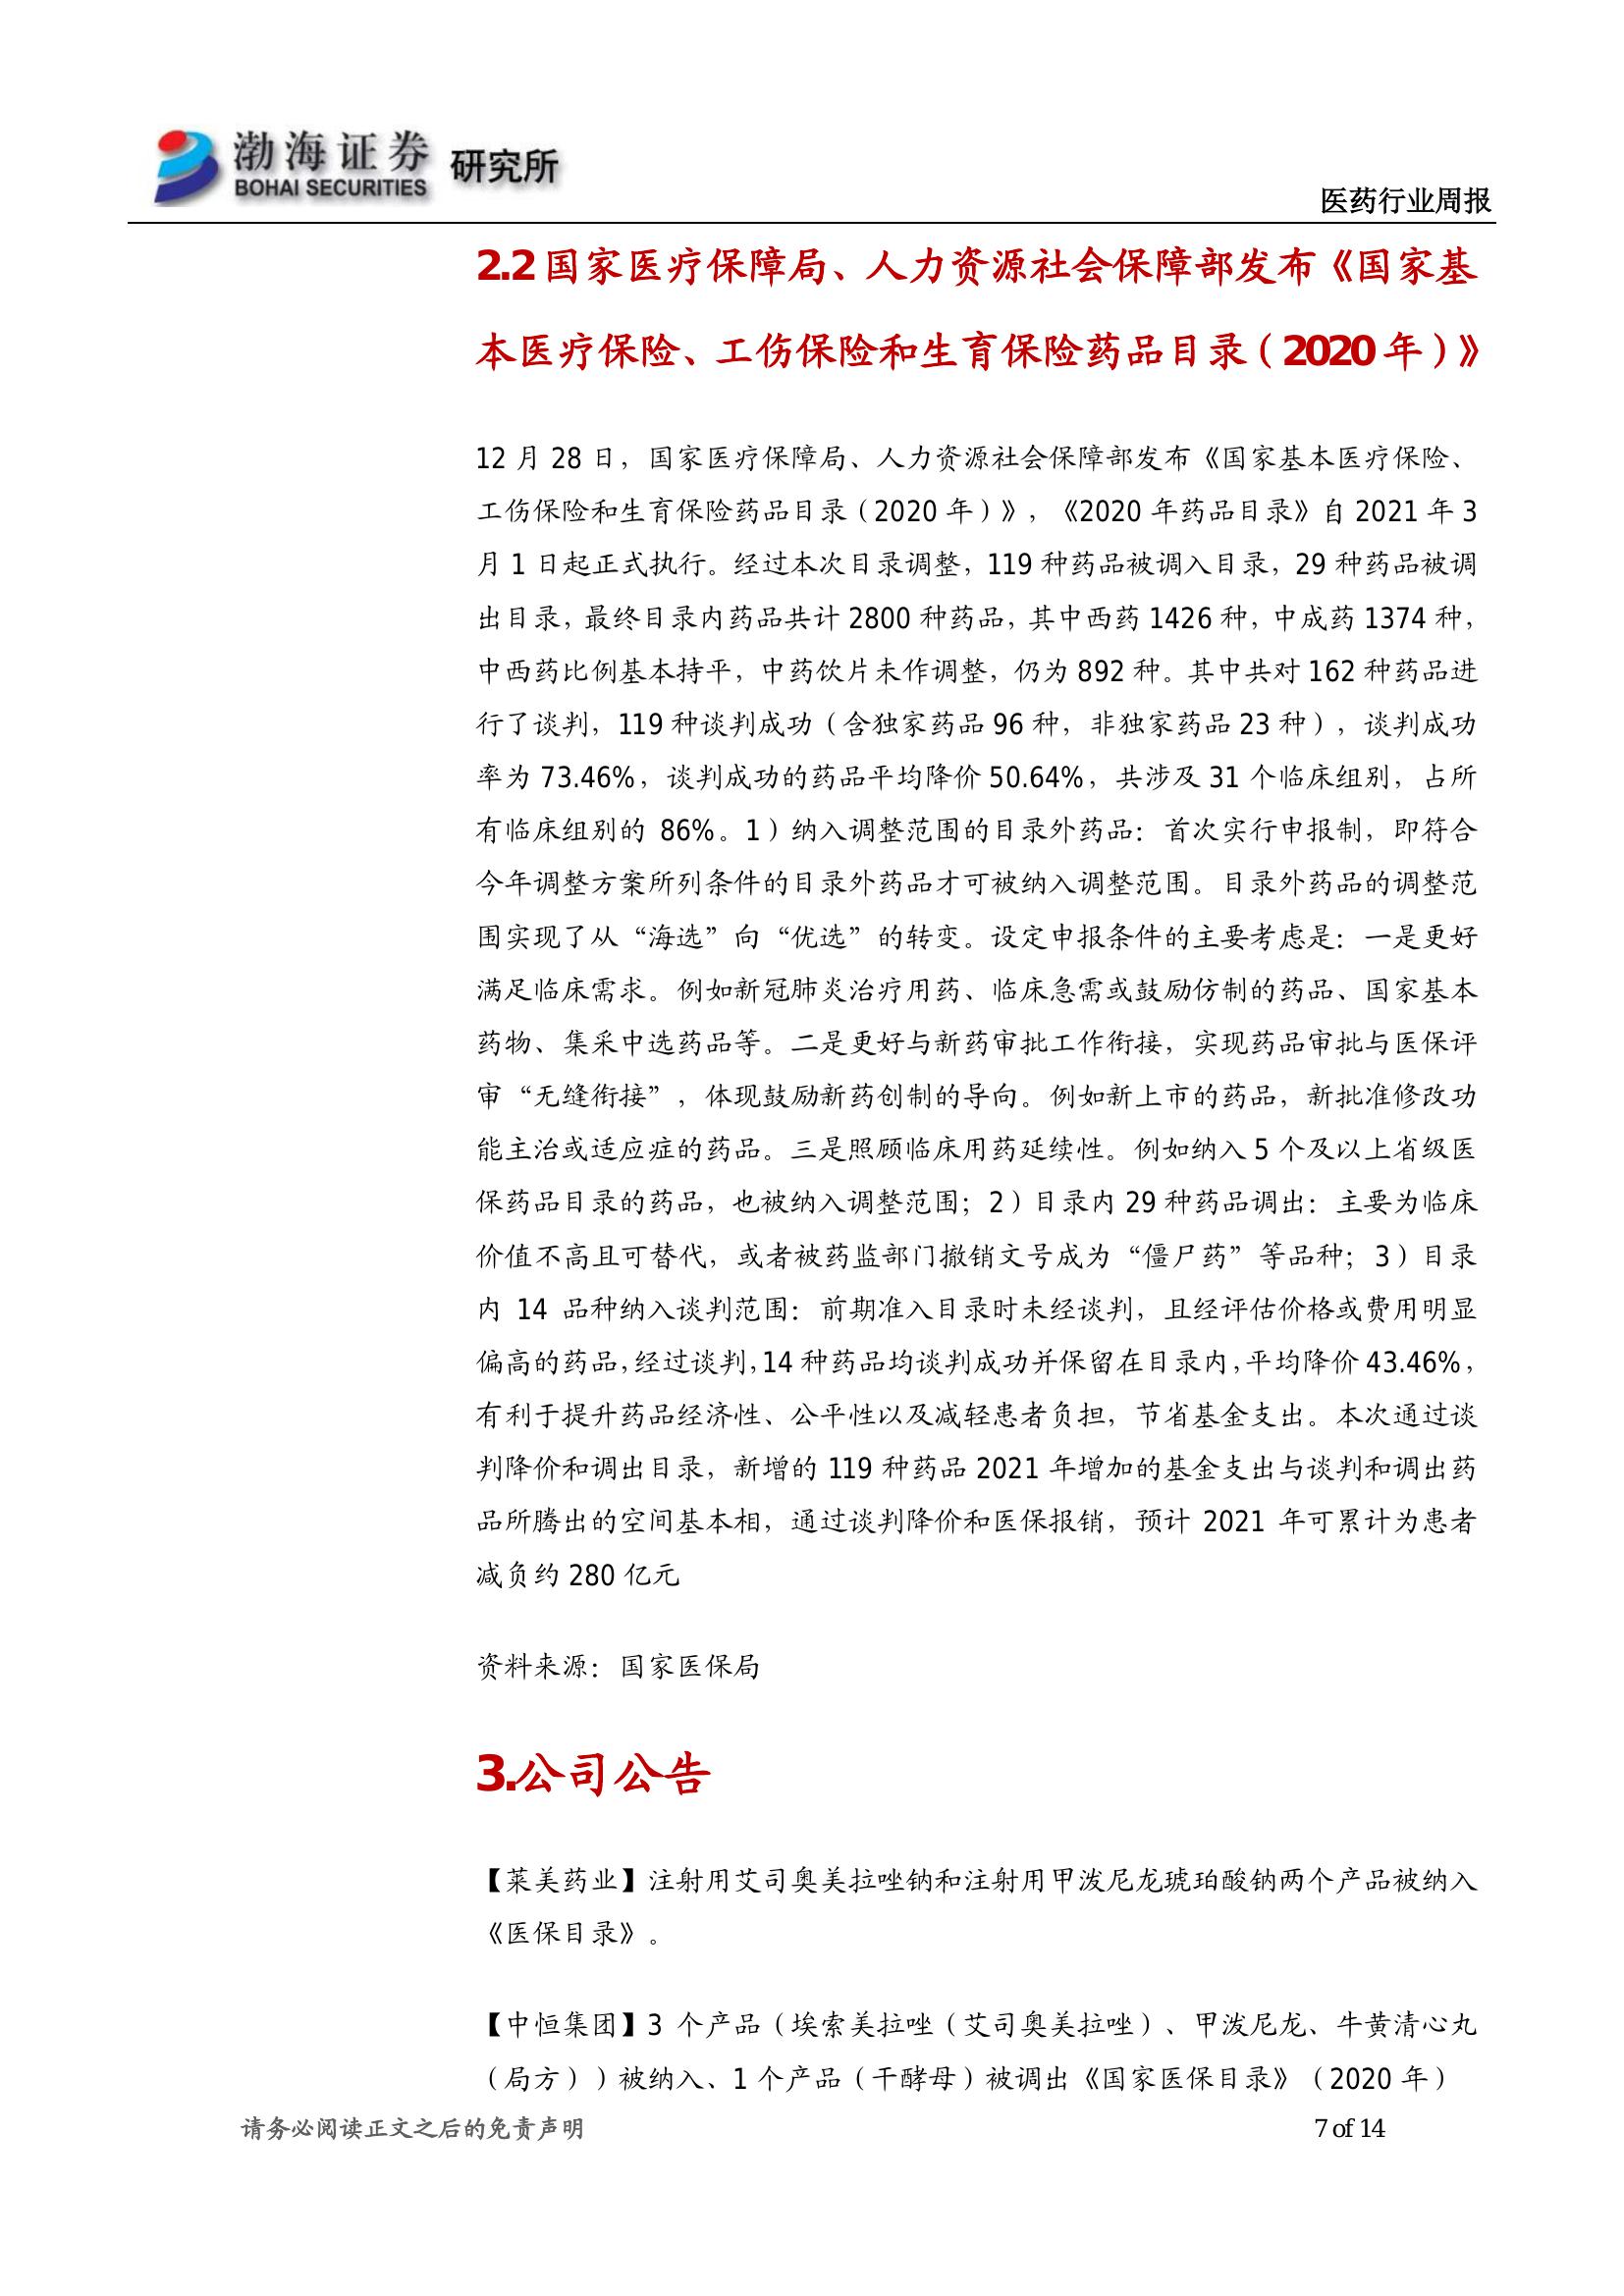 渤海证券 研究所
BOHAI SECURITIES
医药行业周报
2.2 国家医疗保障局、人力资源社会保障部发布《国家基
本医疗保险、工伤保险和生育保险药品目录（2020 年）》
12 月 28 日，国家医疗保障局、人力资源社会保障部发布《国家基本医疗保险、
工伤保险和生育保险药品目录（2020 年）》，《2020 年药品目录》自 2021 年 3
月 1 日起正式执行。经过本次目录调整，119 种药品被调入目录，29 种药品被调
出目录，最终目录内药品共计 2800 种药品，其中西药 1426 种，中成药 1374 种，
中西药比例基本持平，中药饮片未作调整，仍为 892 种。其中共对 162 种药品进
行了谈判，119 种谈判成功（含独家药品 96 种，非独家药品 23 种），谈判成功
率为 73.46%，谈判成功的药品平均降价 50.64%，共涉及 31 个临床组别，占所
有临床组别的 86%。1）纳入调整范围的目录外药品：首次实行申报制，即符合
今年调整方案所列条件的目录外药品才可被纳入调整范围。目录外药品的调整范
围实现了从“海选”向“优选”的转变。设定申报条件的主要考虑是：一是更好
满足临床需求。例如新冠肺炎治疗用药、临床急需或鼓励仿制的药品、国家基本
药物、集采中选药品等。二是更好与新药审批工作衔接，实现药品审批与医保评
审“无缝衔接”，体现鼓励新药创制的导向。例如新上市的药品，新批准修改功
能主治或适应症的药品。三是照顾临床用药延续性。例如纳入 5 个及以上省级医
保药品目录的药品，也被纳入调整范围；2）目录内 29 种药品调出：主要为临床
价值不高且可替代，或者被药监部门撤销文号成为“僵尸药”等品种；3）目录
内 14 品种纳入谈判范围：前期准入目录时未经谈判，且经评估价格或费用明显
偏高的药品，经过谈判，14 种药品均谈判成功并保留在目录内，平均降价 43.46%，
有利于提升药品经济性、公平性以及减轻患者负担，节省基金支出。本次通过谈
判降价和调出目录，新增的 119 种药品 2021 年增加的基金支出与谈判和调出药
品所腾出的空间基本相，通过谈判降价和医保报销，预计 2021 年可累计为患者
减负约 280 亿元
资料来源：国家医保局
3.公司公告
【莱美药业】注射用艾司奥美拉唑钠和注射用甲泼尼龙琥珀酸钠两个产品被纳入
《医保目录》。
【中恒集团】3 个产品（埃索美拉唑（艾司奥美拉唑）、甲泼尼龙、牛黄清心丸
（局方））被纳入、1 个产品（干酵母）被调出《国家医保目录》（2020 年）
请务必阅读正文之后的免责声明
7 of 14